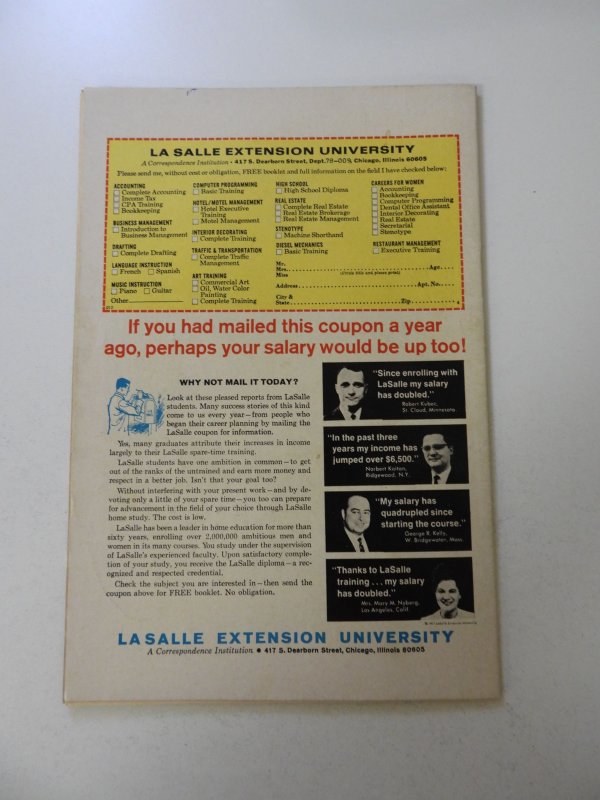 LA SALLE EXTENSION UNIVERSITY
A Correspondence Institution • 417 S. Dearborn Street, Dept. 79-009, Chicago, Illinois 60605
Please send me, without cost or obligation, FREE booklet and full information on the field I have checked below:
ACCOUNTING
Complete Accounting
Income Tax
CPA Training
Bookkeeping
BUSINESS MANAGEMENT
Introduction to
Business Management
DRAFTING
Complete Drafting
LANGUAGE INSTRUCTION
French Spanish
MUSIC INSTRUCTION
Piano Guitar
Other
COMPUTER PROGRAMMING
Basic Training
HOTEL/MOTEL MANAGEMENT
Hotel Executive
Training
Motel Management
INTERIOR DECORATING
Complete Training
TRAFFIC & TRANSPORTATION
Complete Traffic
Management
ART TRAINING
Commercial Art
Oil, Water Color
Painting
Complete Training
HIGH SCHOOL
High School Diploma
REAL ESTATE
Complete Real Estate
Real Estate Brokerage
Real Estate Management
STENOTYPE
Machine Shorthand
DIESEL MECHANICS
Basic Training
CAREERS FOR WOMEN
Accounting
Bookkeeping
Computer Programming
Dental Office Assistant
Interior Decorating
Real Estate
Secretarial
Stenotype
RESTAURANT MANAGEMENT
Executive Training
Mr.
Mrs. Age
Miss (Circle title and please print)
Address Apt. No.
City &
State Zip
If you had mailed this coupon a year
ago, perhaps your salary would be up too!
WHY NOT MAIL IT TODAY?
Look at these pleased reports from LaSalle
students. Many success stories of this kind
come to us every year—from people who
began their career planning by mailing the
LaSalle coupon for information.
Yes, many graduates attribute their increases in income
largely to their LaSalle spare-time training.
LaSalle students have one ambition in common—to get
out of the ranks of the untrained and earn more money and
respect in a better job. Isn't that your goal too?
Without interfering with your present work—and by de-
voting only a little of your spare time—you too can prepare
for advancement in the field of your choice through LaSalle
home study. The cost is low.
LaSalle has been a leader in home education for more than
sixty years, enrolling over 2,000,000 ambitious men and
women in its many courses. You study under the supervision
of LaSalle's experienced faculty. Upon satisfactory comple-
tion of your study, you receive the LaSalle diploma—a rec-
ognized and respected credential.
Check the subject you are interested in—then send the
coupon above for FREE booklet. No obligation.
"Since enrolling with
LaSalle my salary
has doubled."
Robert Kubec,
St. Cloud, Minnesota.
"In the past three
years my income has
jumped over $6,500."
Norbert Kaiten,
Ridgewood, N.Y.
"My salary has
quadrupled since
starting the course."
George R. Kelly,
W. Bridgewater, Mass.
"Thanks to LaSalle
training . . . my salary
has doubled."
Mrs. Mary M. Nyberg,
Los Angeles, Calif.
LA SALLE EXTENSION UNIVERSITY
A Correspondence Institution • 417 S. Dearborn Street, Chicago, Illinois 60605